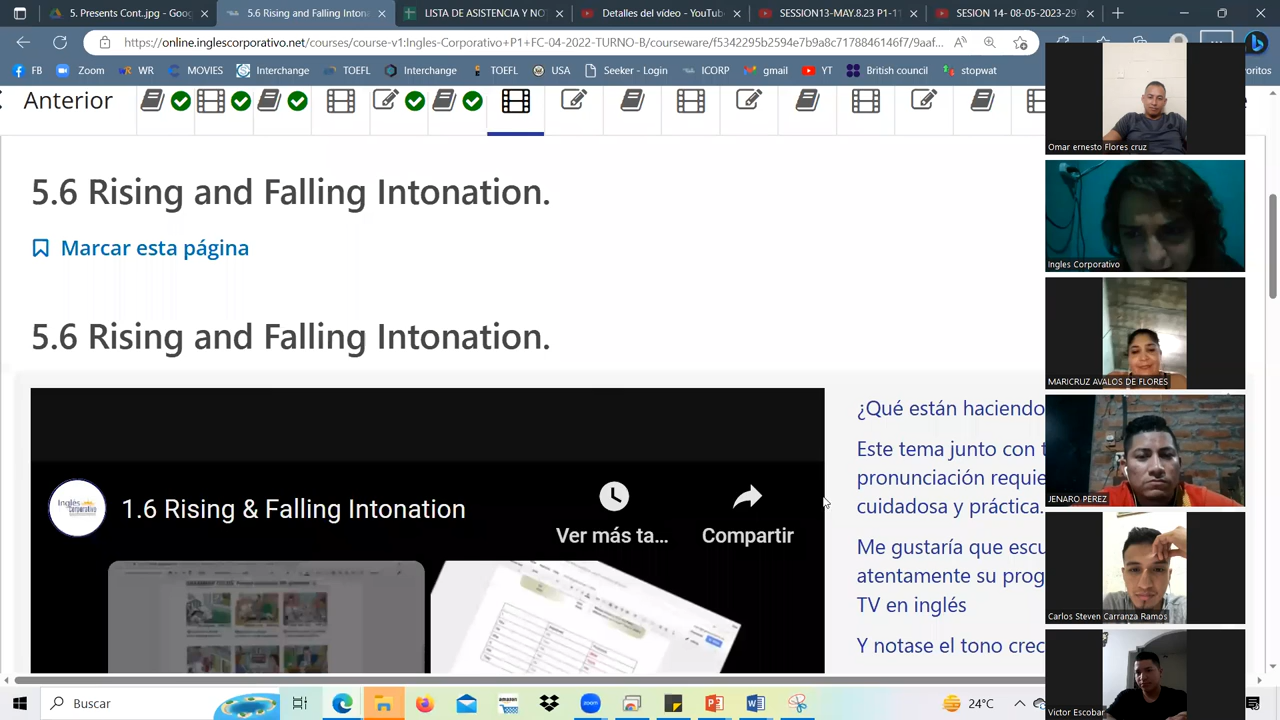 5. Presents Cont.jpg - Goog
5.6 Rising and Falling Intona
LISTA DE ASISTENCIA Y NO
Detalles del vídeo - YouTub
SESSION13-MAY.8.23 P1-1
SESION 14- 08-05-2023-29
https://online.inglescorporativo.net/courses/course-v1:Ingles-Corporativo+P1+FC-04-2022-TURNO-B/courseware/f5342295b2594e7b9a8c7178846146f7/9aaf...
FB
Zoom
WR
MOVIES
Interchange
TOEFL
Interchange
TOEFL
USA
Seeker - Login
ICORP
gmail
YT
British council
stopwat
oritos
Anterior
5.6 Rising and Falling Intonation.
Marcar esta página
5.6 Rising and Falling Intonation.
Inglés Corporativo
1.6 Rising & Falling Intonation
Ver más ta...
Compartir
¿Qué están haciendo
Este tema junto con t
pronunciación requie
cuidadosa y práctica.
Me gustaría que escu
atentamente su prog
TV en inglés
Y notase el tono crec
Omar ernesto Flores cruz
Ingles Corporativo
MARICRUZ AVALOS DE FLORES
JENARO PEREZ
Carlos Steven Carranza Ramos
Victor Escobar
Buscar
amazon
zoom
24°C